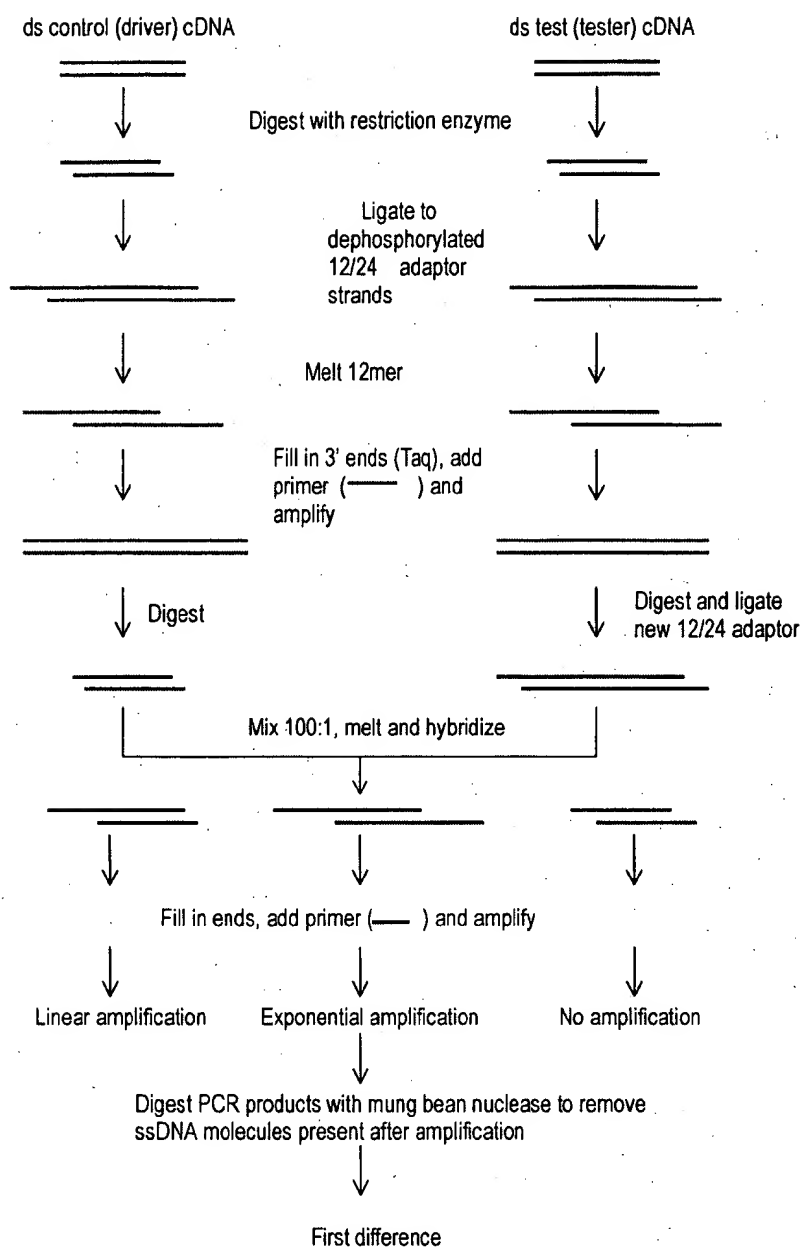 ds control (driver) cDNA
ds test (tester) cDNA
Digest with restriction enzyme
Ligate to
dephosphorylated
12/24 adaptor
strands
Melt 12mer
Fill in 3' ends (Taq), add
primer ( ) and
amplify
Digest
Digest and ligate
new 12/24 adaptor
Mix 100:1, melt and hybridize
Fill in ends, add primer ( ) and amplify
Linear amplification
Exponential amplification
No amplification
Digest PCR products with mung bean nuclease to remove
ssDNA molecules present after amplification
First difference